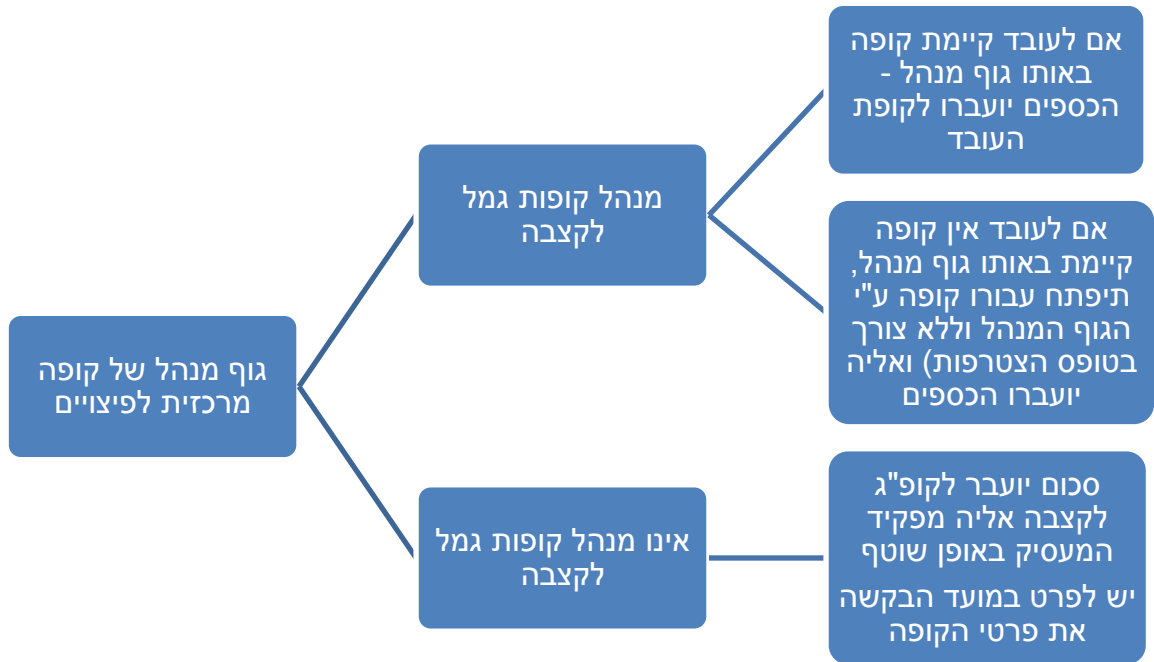 גוף מנהל של קופה
מרכזית לפיצויים
מנהל קופות גמל
לקצבה
אם לעובד קיימת קופה
באותו גוף מנהל -
הכספים יועברו לקופת
העובד
אם לעובד אין קופה
קיימת באותו גוף מנהל,
תיפתח עבורו קופה ע"י
הגוף המנהל וללא צורך
בטופס הצטרפות) ואליה
יועברו הכספים
אינו מנהל קופות גמל
לקצבה
סכום יועבר לקופ"ג
לקצבה אליה מפקיד
המעסיק באופן שוטף
יש לפרט במועד הבקשה
את פרטי הקופה